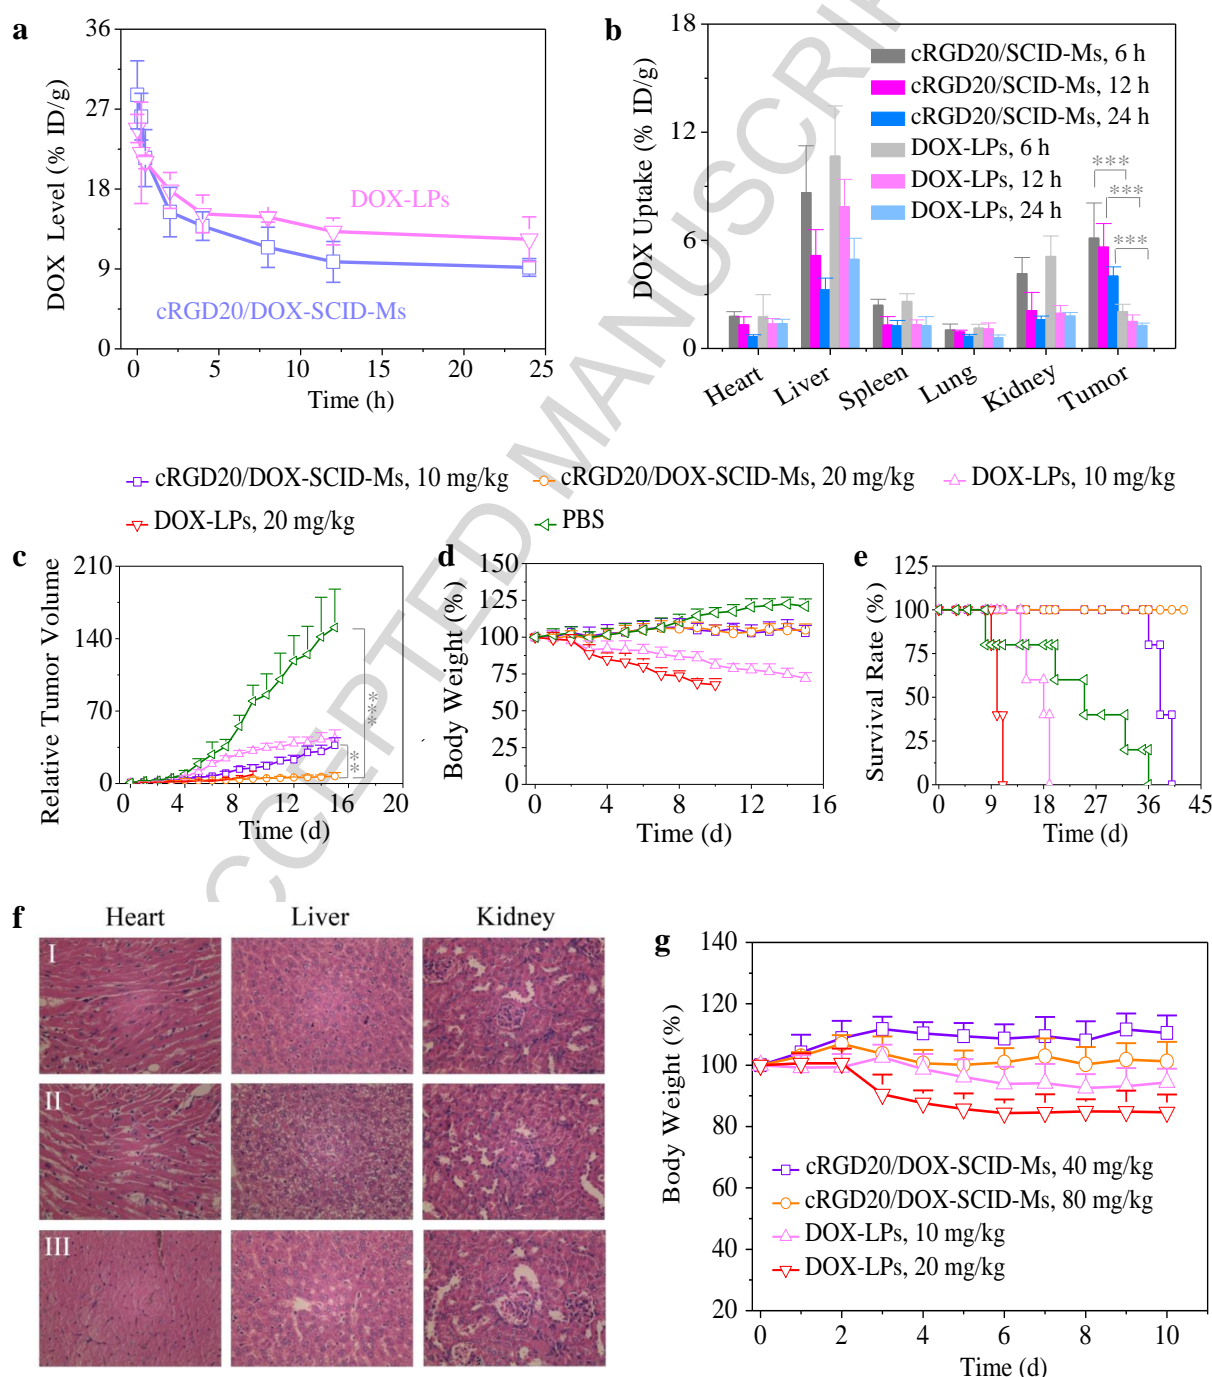 a
36
27
18
9
0
DOX Level (% ID/g)
DOX-LPs
cRGD20/DOX-SCID-Ms
0 5 10 15 20 25
Time (h)
b
18
12
6
0
DOX Uptake (% ID/g)
cRGD20/SCID-Ms, 6 h
cRGD20/SCID-Ms, 12 h
cRGD20/SCID-Ms, 24 h
DOX-LPs, 6 h
DOX-LPs, 12 h
DOX-LPs, 24 h
***
***
***
Heart Liver Spleen Lung Kidney Tumor
cRGD20/DOX-SCID-Ms, 10 mg/kg
cRGD20/DOX-SCID-Ms, 20 mg/kg
DOX-LPs, 10 mg/kg
DOX-LPs, 20 mg/kg
PBS
c
210
140
70
0
Relative Tumor Volume
***
**
0 4 8 12 16 20
Time (d)
d
150
125
100
75
50
25
0
Body Weight (%)
0 3 6 9 12 15
Time (d)
e
125
100
75
50
25
0
Survival Rate (%)
0 9 18 27 36 45
Time (d)
f
Heart Liver Kidney
I
II
III
g
140
120
100
80
60
40
20
Body Weight (%)
cRGD20/DOX-SCID-Ms, 40 mg/kg
cRGD20/DOX-SCID-Ms, 80 mg/kg
DOX-LPs, 10 mg/kg
DOX-LPs, 20 mg/kg
0 2 4 6 8 10
Time (d)
CCEPTED MANUSCRIP